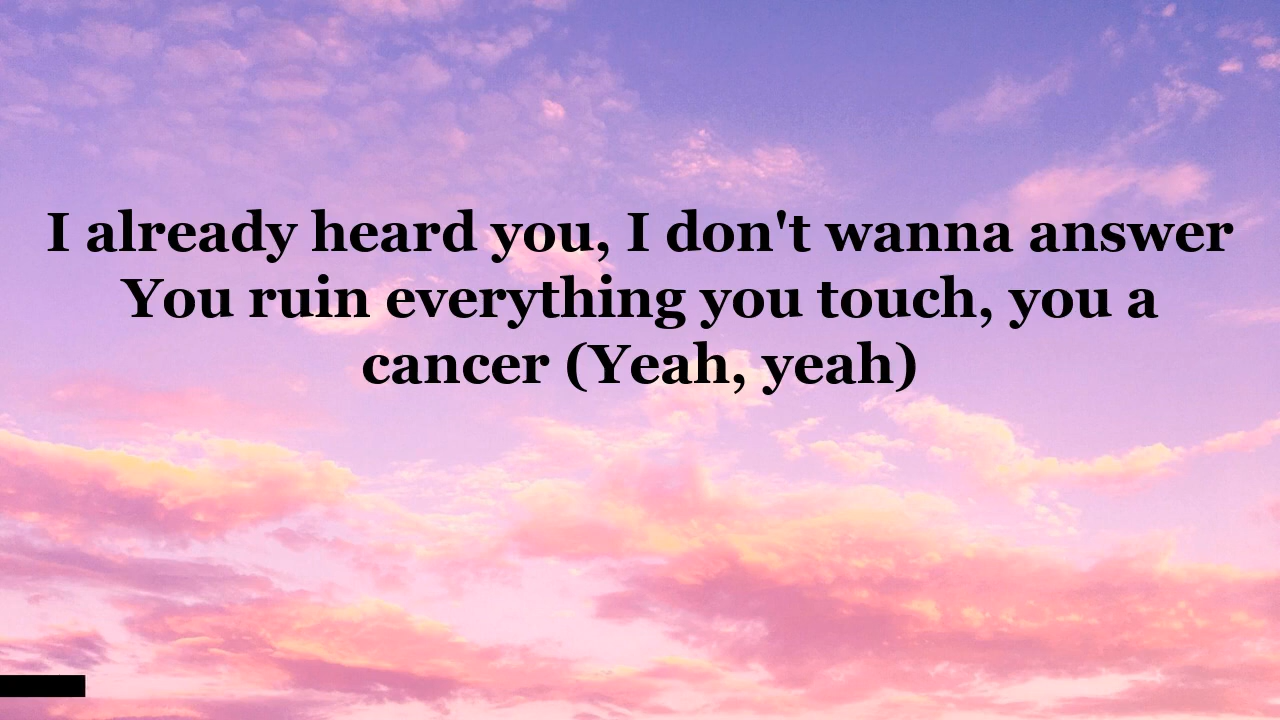 I already heard you, I don't wanna answer
You ruin everything you touch, you a
cancer (Yeah, yeah)